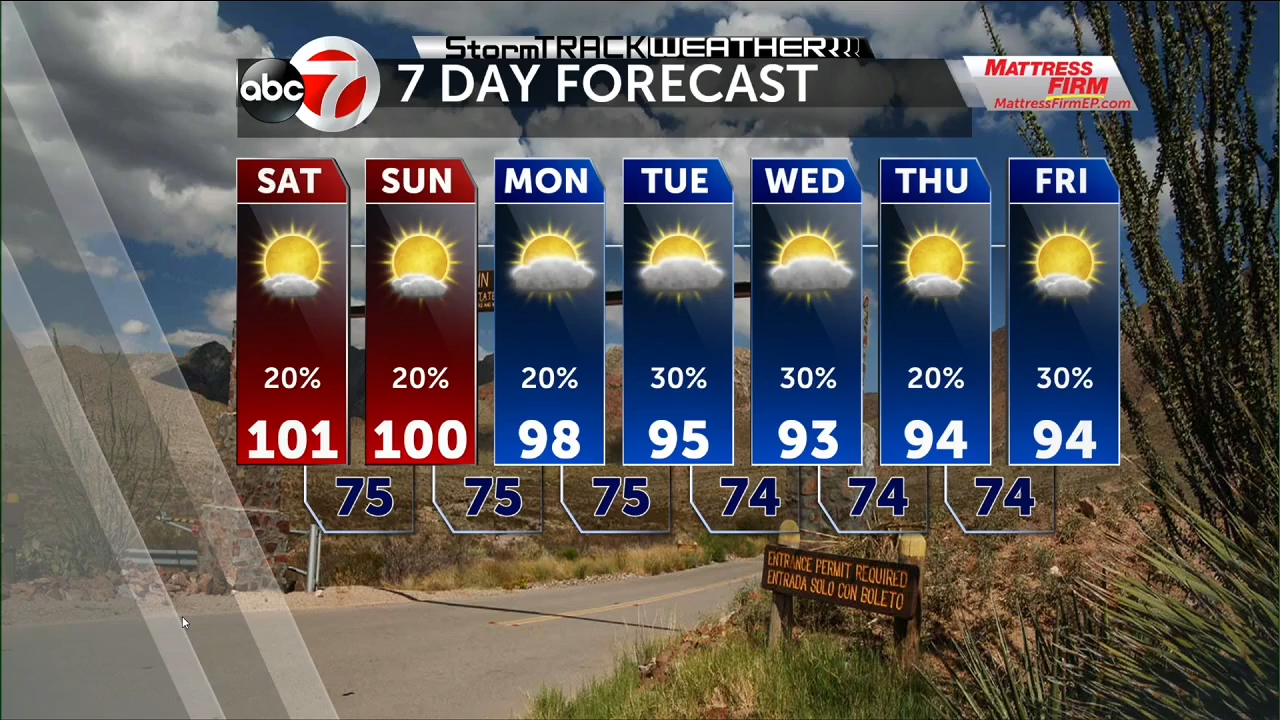 StormTRACKWEATHER
abc 7
7 DAY FORECAST
MATTRESS
FIRM
MattressFirmEP.com
SAT SUN MON TUE WED THU FRI
20% 20% 20% 30% 30% 20% 30%
101 100 98 95 93 94 94
75 75 75 74 74 74
ENTRANCE PERMIT REQUIRED
ENTRADA SOLO CON BOLETO